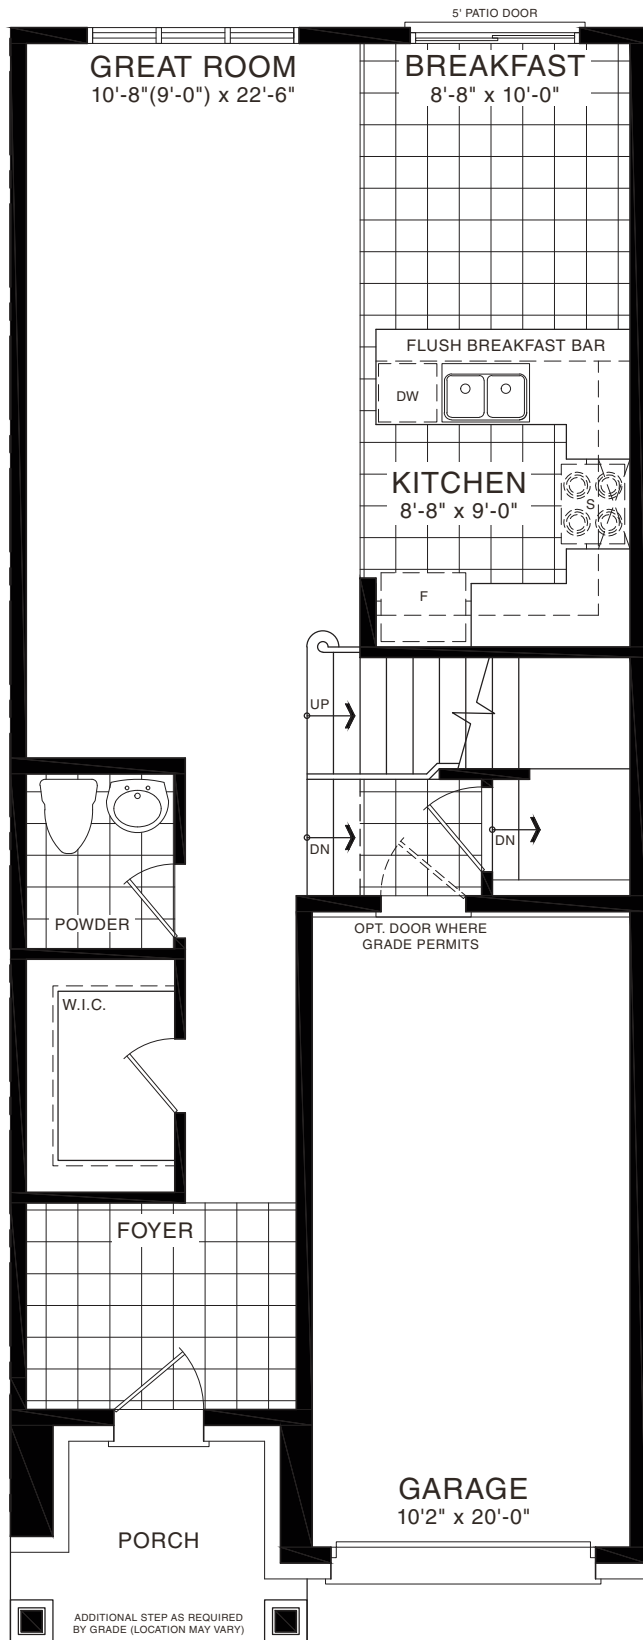 5' PATIO DOOR
GREAT ROOM
10'-8"(9'-0") x 22'-6"
BREAKFAST
8'-8" x 10'-0"
FLUSH BREAKFAST BAR
DW
KITCHEN
8'-8" x 9'-0"
S
F
UP
DN
DN
POWDER
OPT. DOOR WHERE
GRADE PERMITS
W.I.C.
FOYER
GARAGE
10'2" x 20'-0"
PORCH
ADDITIONAL STEP AS REQUIRED
BY GRADE (LOCATION MAY VARY)